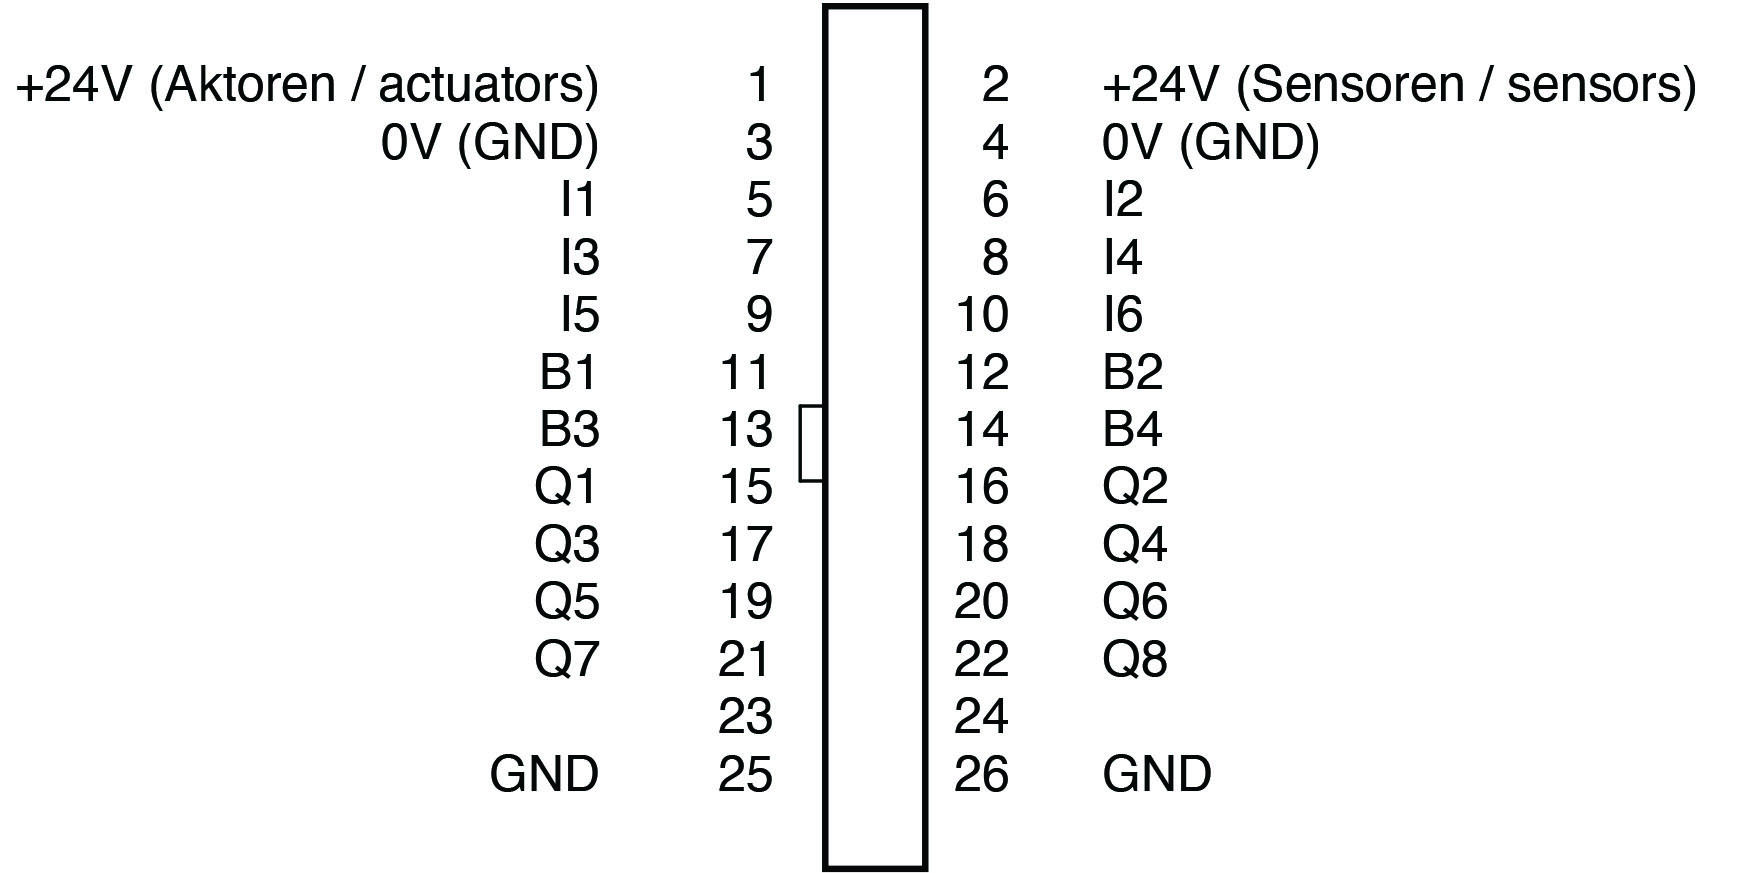 +24V (Aktoren / actuators) 1 2 +24V (Sensoren / sensors)
0V (GND) 3 4 0V (GND)
I1 5 6 I2
I3 7 8 I4
I5 9 10 I6
B1 11 12 B2
B3 13 14 B4
Q1 15 16 Q2
Q3 17 18 Q4
Q5 19 20 Q6
Q7 21 22 Q8
23 24
GND 25 26 GND